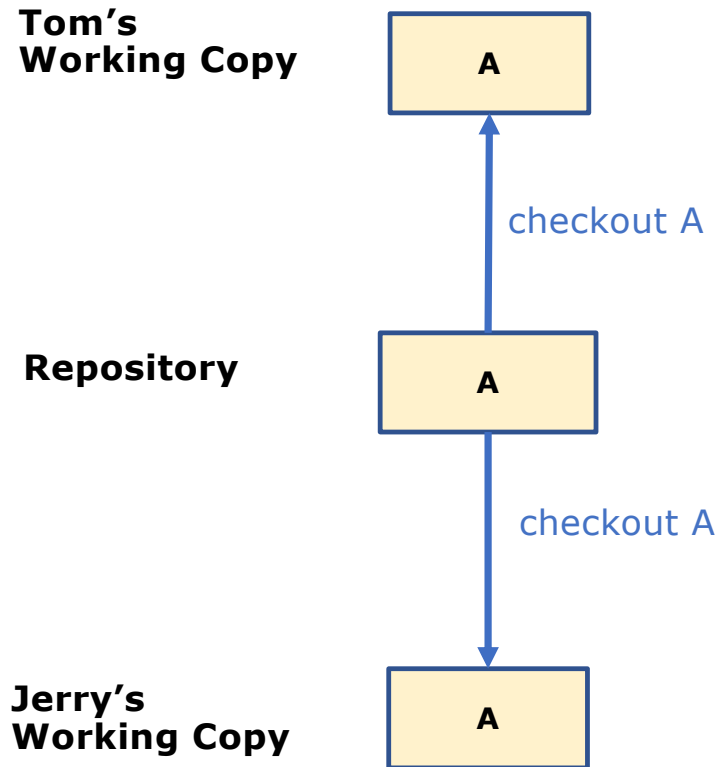 Tom’s
Working Copy
A
checkout A
Repository
A
checkout A
Jerry’s
Working Copy
A